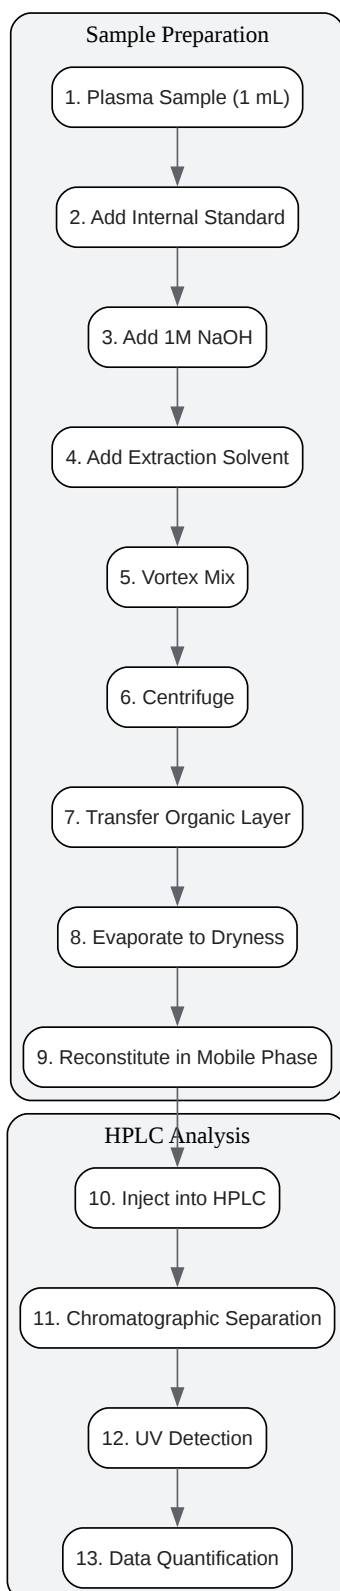 Sample Preparation
1. Plasma Sample (1 mL)
2. Add Internal Standard
3. Add 1M NaOH
4. Add Extraction Solvent
5. Vortex Mix
6. Centrifuge
7. Transfer Organic Layer
8. Evaporate to Dryness
9. Reconstitute in Mobile Phase
HPLC Analysis
10. Inject into HPLC
11. Chromatographic Separation
12. UV Detection
13. Data Quantification